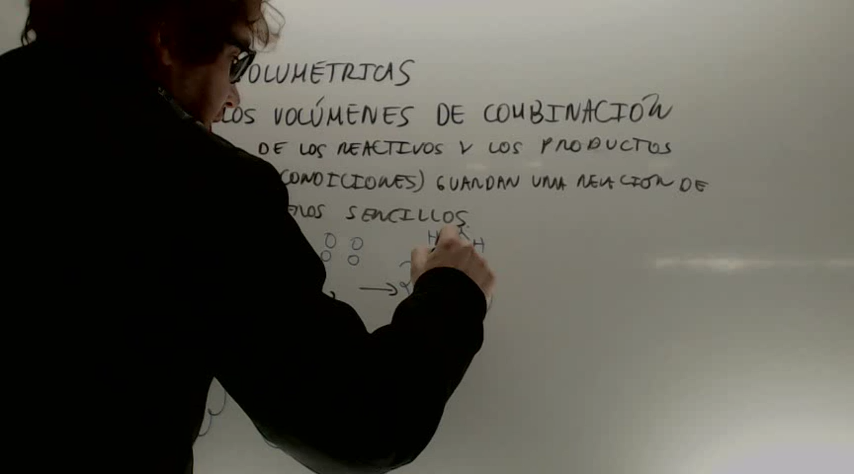 VOLUMETRICAS
LOS VOLÚMENES DE COMBINACIÓN
DE LOS REACTIVOS Y LOS PRODUCTOS
CONDICIONES) GUARDAN UNA RELACIÓN DE
SENCILLOS.
O O H H
O O
→